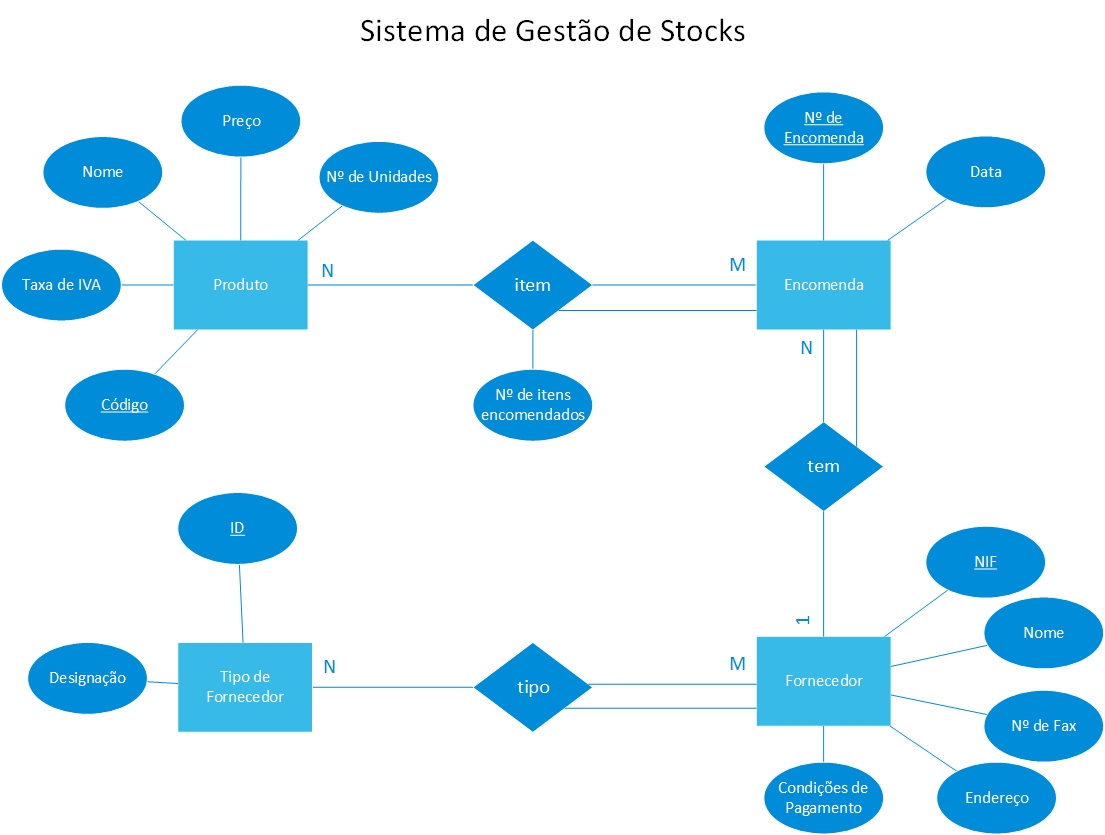 Sistema de Gestão de Stocks
Preço
Nº de
Encomenda
Nome
Nº de Unidades
Data
Taxa de IVA
Produto
N
item
M
Encomenda
N
Código
Nº de itens
encomendados
tem
ID
NIF
1
Nome
Designação
Tipo de
Fornecedor
N
tipo
M
Fornecedor
Nº de Fax
Condições de
Pagamento
Endereço